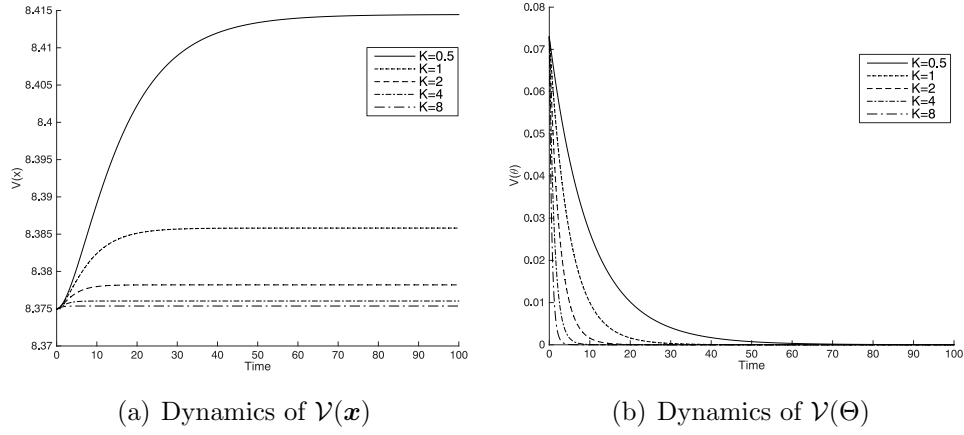 8.415
8.41
8.405
8.4
8.395
8.39
8.385
8.38
8.375
8.37
V(x)
0 10 20 30 40 50 60 70 80 90 100
Time
K=0.5
K=1
K=2
K=4
K=8
(a) Dynamics of 𝒱(𝒙)
0.08
0.07
0.06
0.05
0.04
0.03
0.02
0.01
0
V(θ)
0 10 20 30 40 50 60 70 80 90 100
Time
K=0.5
K=1
K=2
K=4
K=8
(b) Dynamics of 𝒱(Θ)